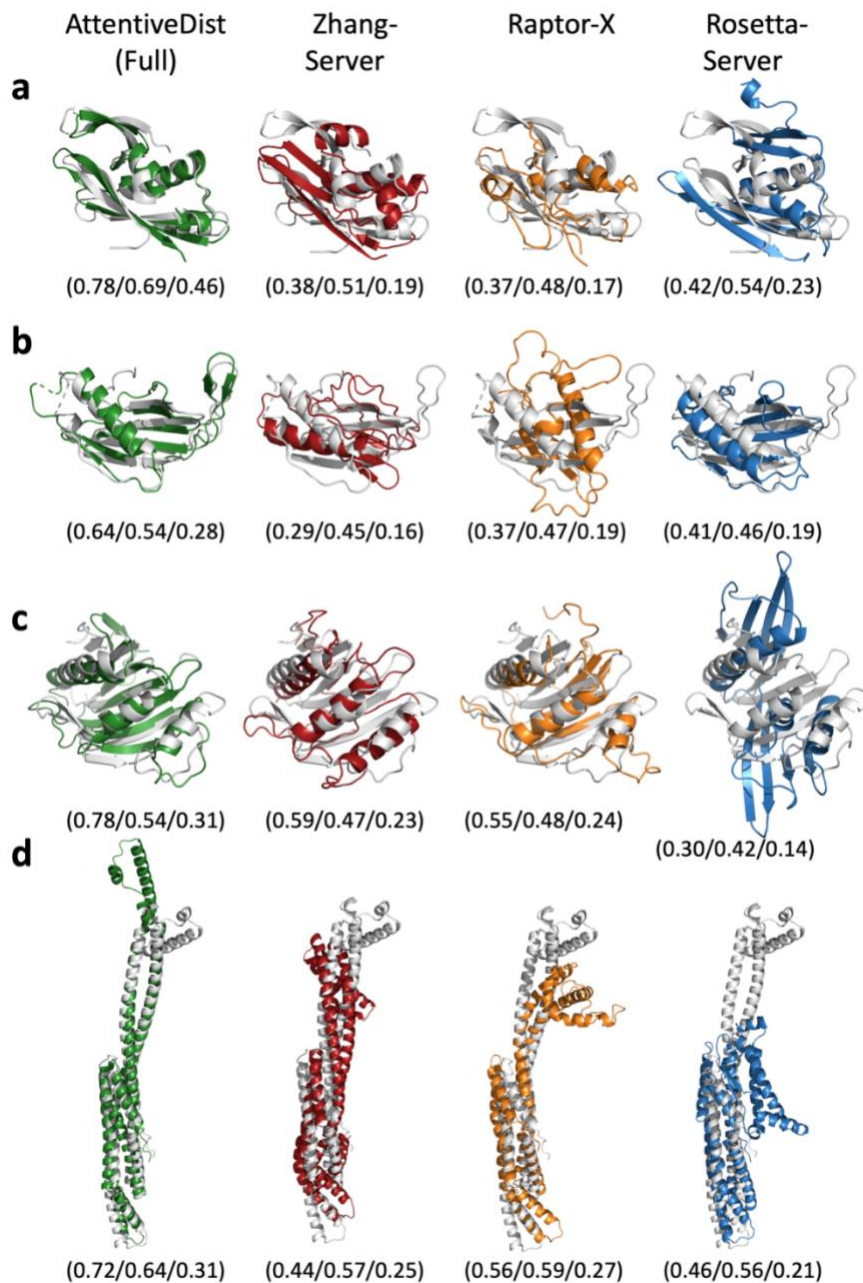 AttentiveDist (Full)
Zhang-Server
Raptor-X
Rosetta-Server
a
(0.78/0.69/0.46)
(0.38/0.51/0.19)
(0.37/0.48/0.17)
(0.42/0.54/0.23)
b
(0.64/0.54/0.28)
(0.29/0.45/0.16)
(0.37/0.47/0.19)
(0.41/0.46/0.19)
c
(0.78/0.54/0.31)
(0.59/0.47/0.23)
(0.55/0.48/0.24)
(0.30/0.42/0.14)
d
(0.72/0.64/0.31)
(0.44/0.57/0.25)
(0.56/0.59/0.27)
(0.46/0.56/0.21)